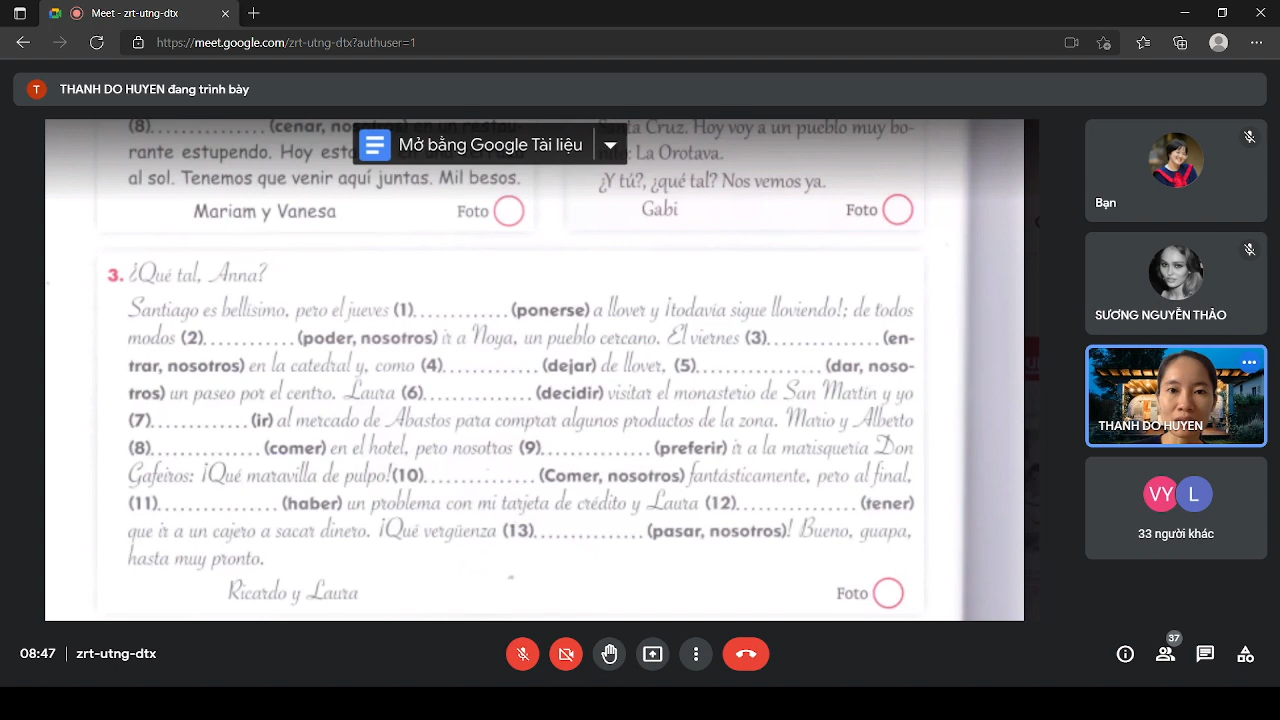 Meet - zrt-utng-dtx
https://meet.google.com/zrt-utng-dtx?authuser=1
T THANH DO HUYEN đang trình bày
(8)............... (cenar, nosotros) en un restau-
rante estupendo. Hoy
al sol. Tenemos que venir aquí juntas. Mil besos.
Mariam y Vanesa Foto
Mở bằng Google Tài liệu
Santa Cruz. Hoy voy a un pueblo muy bo-
nito: La Orotava.
¿Y tú?, ¿qué tal? Nos vemos ya.
Gabi Foto
3. ¿Qué tal, Anna?
Santiago es bellísimo, pero el jueves (1)............. (ponerse) a llover y ¡todavía sigue lloviendo!; de todos
modos (2)............. (poder, nosotros) ir a Noya, un pueblo cercano. El viernes (3)................ (en-
trar, nosotros) en la catedral y, como (4)............. (dejar) de llover, (5)................. (dar, noso-
tros) un paseo por el centro. Laura (6)............... (decidir) visitar el monasterio de San Martín y yo
(7)............. (ir) al mercado de Abastos para comprar algunos productos de la zona. Mario y Alberto
(8)............... (comer) en el hotel, pero nosotros (9)............... (preferir) ir a la marisquería Don
Gafeiros: ¡Qué maravilla de pulpo!(10)............... (Comer, nosotros) fantásticamente, pero al final,
(11)................ (haber) un problema con mi tarjeta de crédito y Laura (12)................. (tener)
que ir a un cajero a sacar dinero. ¡Qué vergüenza (13)............... (pasar, nosotros)! Bueno, guapa,
hasta muy pronto.
Ricardo y Laura Foto
Bạn
SƯƠNG NGUYỄN THẢO
THANH DO HUYEN
VY L
33 người khác
08:47 | zrt-utng-dtx
37